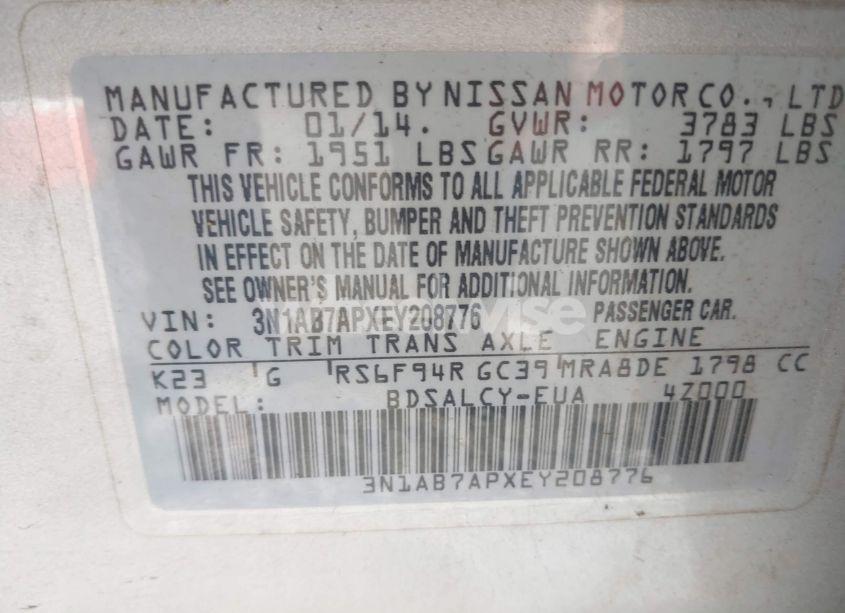 MANUFACTURED BY NISSAN MOTOR CO., LTD
DATE: 01/14. GVWR: 3783 LBS
GAWR FR: 1951 LBS GAWR RR: 1797 LBS
THIS VEHICLE CONFORMS TO ALL APPLICABLE FEDERAL MOTOR
VEHICLE SAFETY, BUMPER AND THEFT PREVENTION STANDARDS
IN EFFECT ON THE DATE OF MANUFACTURE SHOWN ABOVE.
SEE OWNER'S MANUAL FOR ADDITIONAL INFORMATION.
VIN: 3N1AB7APXEY208776 PASSENGER CAR.
COLOR TRIM TRANS AXLE ENGINE
K23 G RS6F94R GC39 MRA8DE 1798 CC
MODEL: BDSALCY-EUA 4Z000
3N1AB7APXEY208776